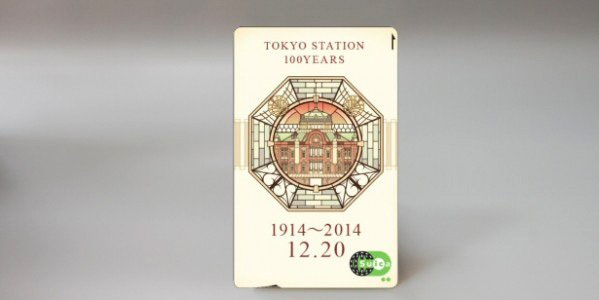 TOKYO STATION
100YEARS
1914〜2014
12.20
Suica